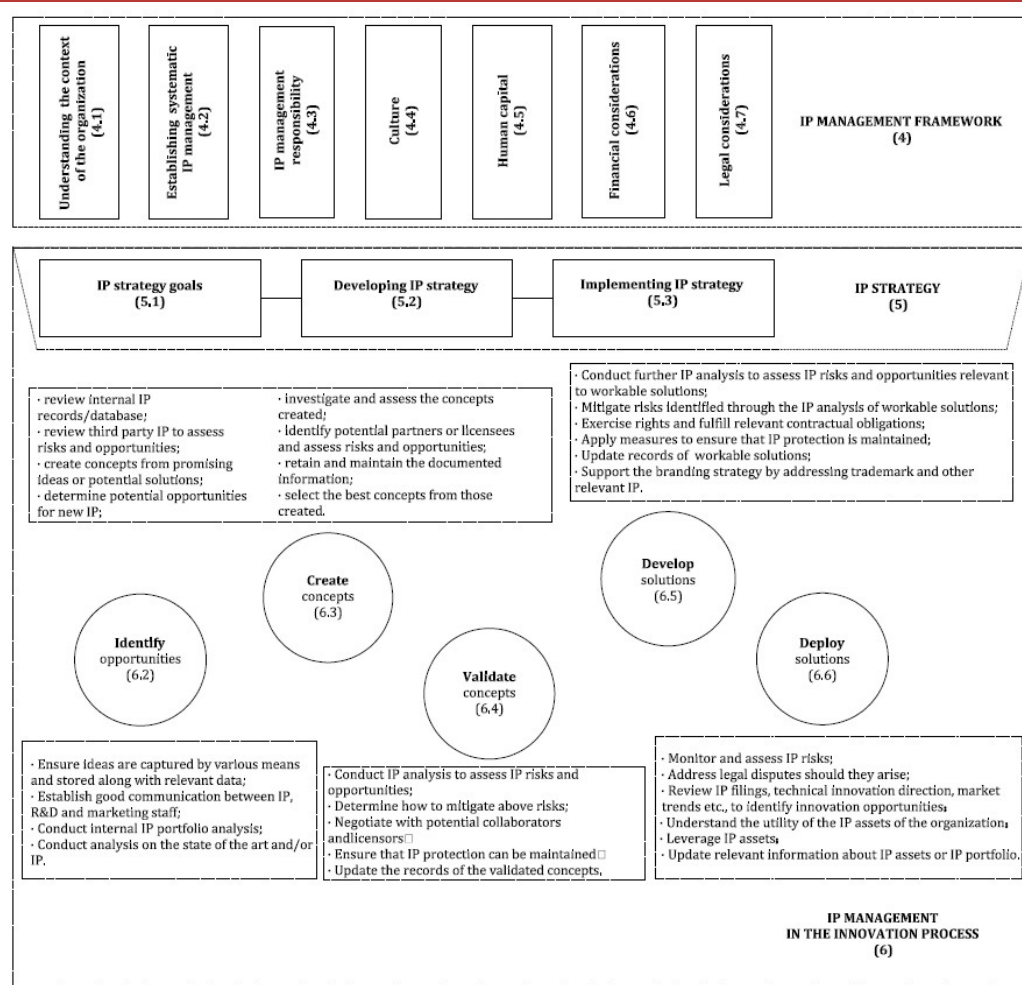 Understanding the context
of the organization
(4.1)
Establishing systematic
IP management
(4.2)
IP management
responsibility
(4.3)
Culture
(4.4)
Human capital
(4.5)
Financial considerations
(4.6)
Legal considerations
(4.7)
IP MANAGEMENT FRAMEWORK
(4)
IP strategy goals
(5.1)
Developing IP strategy
(5.2)
Implementing IP strategy
(5.3)
IP STRATEGY
(5)
· review internal IP
records/database;
· review third party IP to assess
risks and opportunities;
· create concepts from promising
ideas or potential solutions;
· determine potential opportunities
for new IP;
· investigate and assess the concepts
created;
· identify potential partners or licensees
and assess risks and opportunities;
· retain and maintain the documented
information;
· select the best concepts from those
created.
· Conduct further IP analysis to assess IP risks and opportunities relevant
to workable solutions;
· Mitigate risks identified through the IP analysis of workable solutions;
· Exercise rights and fulfill relevant contractual obligations;
· Apply measures to ensure that IP protection is maintained;
· Update records of workable solutions;
· Support the branding strategy by addressing trademark and other
relevant IP.
Create
concepts
(6.3)
Develop
solutions
(6.5)
Identify
opportunities
(6.2)
Validate
concepts
(6.4)
Deploy
solutions
(6.6)
· Ensure ideas are captured by various means
and stored along with relevant data;
· Establish good communication between IP,
R&D and marketing staff;
· Conduct internal IP portfolio analysis;
· Conduct analysis on the state of the art and/or
IP.
· Conduct IP analysis to assess IP risks and
opportunities;
· Determine how to mitigate above risks;
· Negotiate with potential collaborators
andlicensors□
· Ensure that IP protection can be maintained□
· Update the records of the validated concepts.
· Monitor and assess IP risks;
· Address legal disputes should they arise;
· Review IP filings, technical innovation direction, market
trends etc., to identify innovation opportunities;
· Understand the utility of the IP assets of the organization;
· Leverage IP assets;
· Update relevant information about IP assets or IP portfolio.
IP MANAGEMENT
IN THE INNOVATION PROCESS
(6)